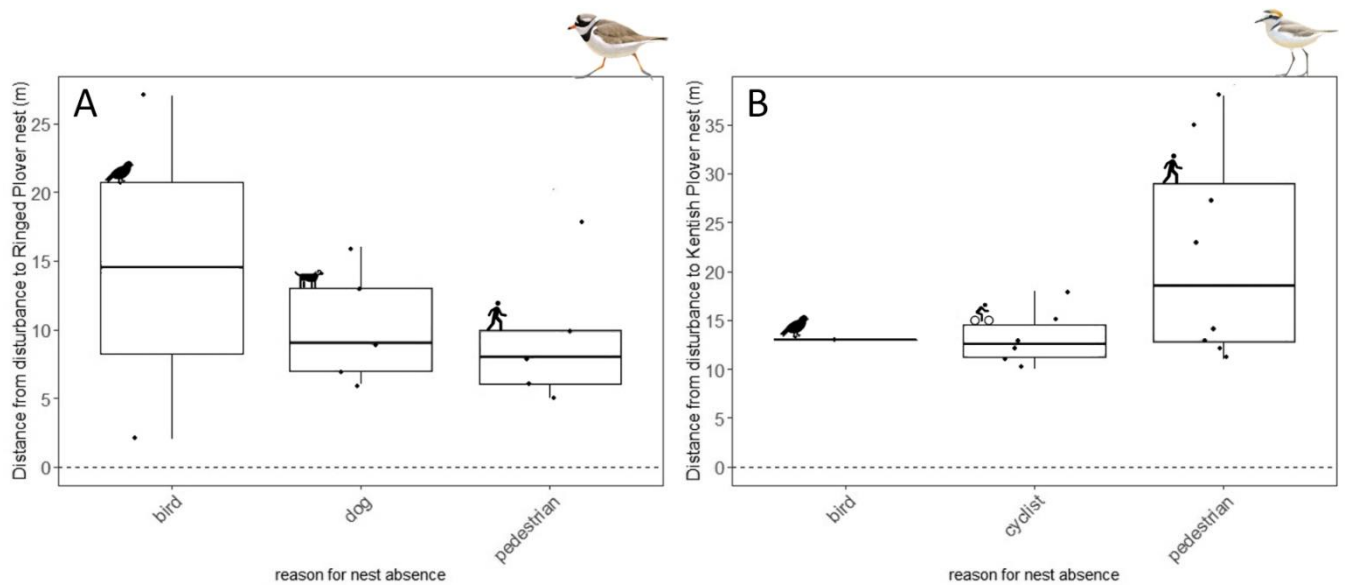 A
Distance from disturbance to Ringed Plover nest (m)
25
20
15
10
5
0
bird
dog
pedestrian
reason for nest absence
B
Distance from disturbance to Kentish Plover nest (m)
35
30
25
20
15
10
5
0
bird
cyclist
pedestrian
reason for nest absence